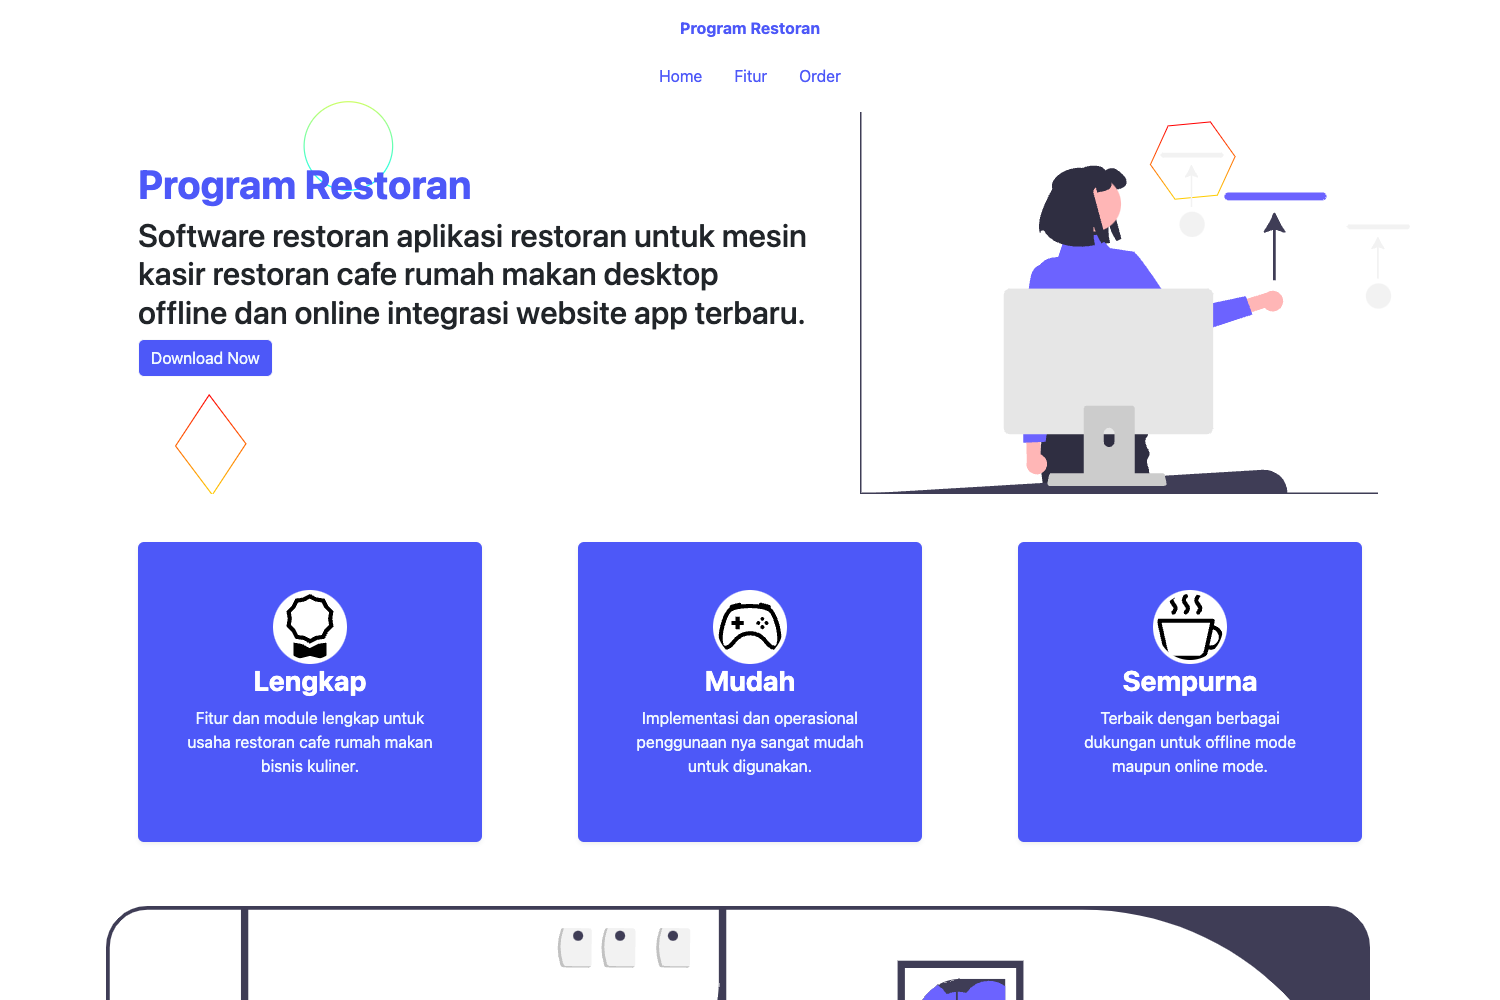 Program Restoran
Home Fitur Order
Program Restoran
Software restoran aplikasi restoran untuk mesin
kasir restoran cafe rumah makan desktop
offline dan online integrasi website app terbaru.
Download Now
Lengkap
Fitur dan module lengkap untuk
usaha restoran cafe rumah makan
bisnis kuliner.
Mudah
Implementasi dan operasional
penggunaan nya sangat mudah
untuk digunakan.
Sempurna
Terbaik dengan berbagai
dukungan untuk offline mode
maupun online mode.